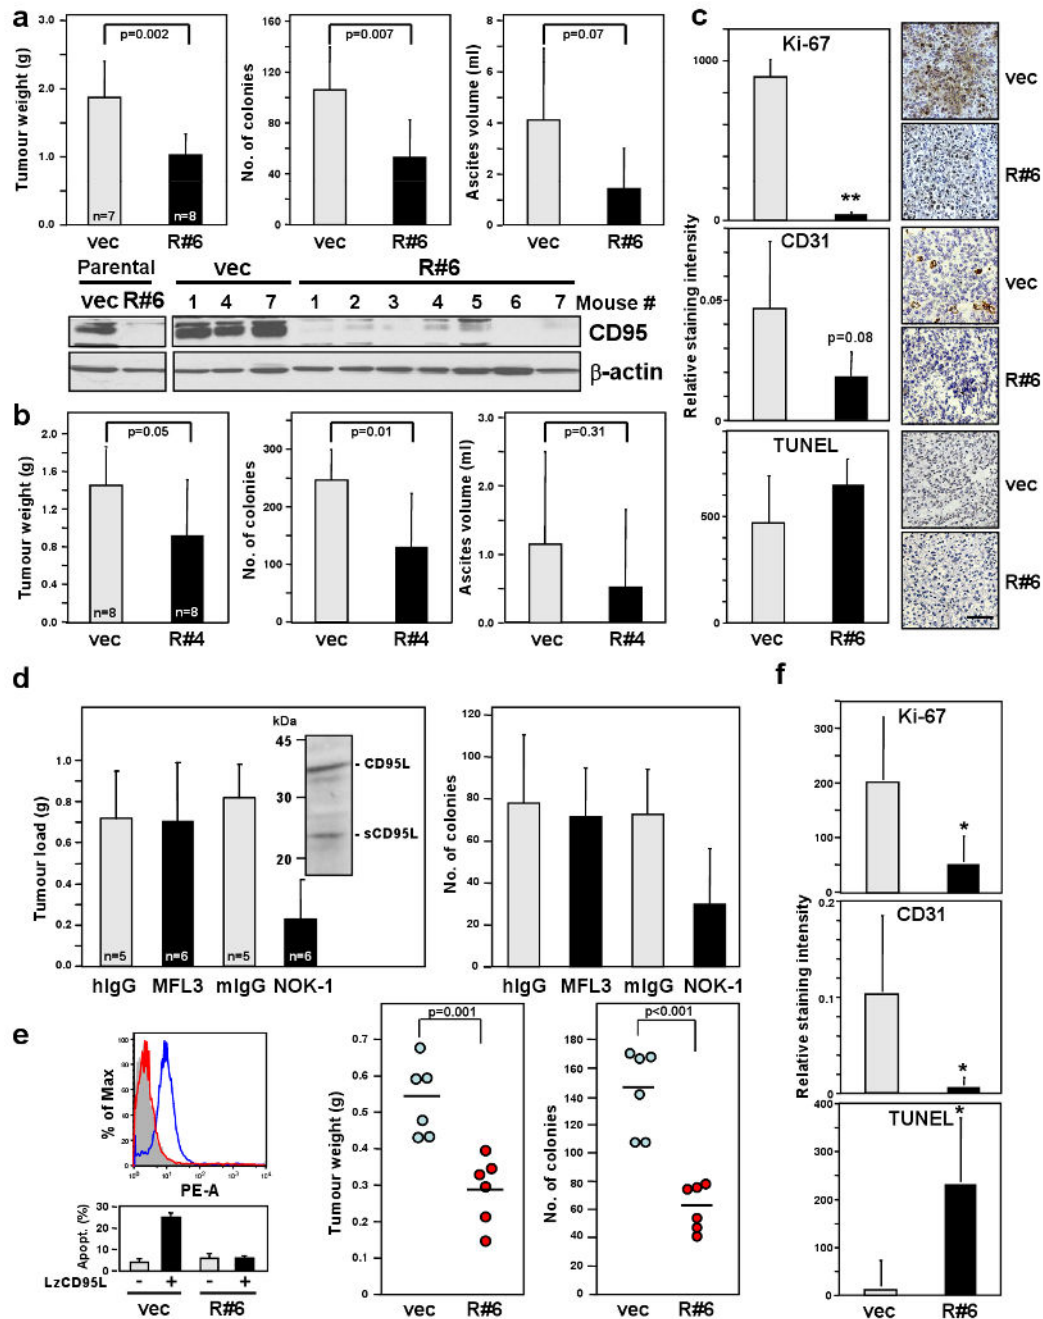 a
Tumour weight (g)
3.0
2.0
1.0
0.0
p=0.002
n=7
n=8
vec
R#6
No. of colonies
160
120
80
40
0
p=0.007
vec
R#6
Ascites volume (ml)
8
6
4
2
0
p=0.07
vec
R#6
Parental
vec
R#6
vec R#6
1 4 7 1 2 3 4 5 6 7 Mouse #
CD95
β-actin
b
Tumour weight (g)
2.0
1.6
1.2
0.8
0.4
0.0
p=0.05
n=8
n=8
vec
R#4
No. of colonies
300
200
100
0
p=0.01
vec
R#4
Ascites volume (ml)
3.0
2.0
1.0
0.0
p=0.31
vec
R#4
c
Relative staining intensity
Ki-67
1000
0
**
vec
R#6
CD31
0.05
0
p=0.08
vec
R#6
TUNEL
500
0
vec
R#6
vec
R#6
d
Tumour load (g)
1.0
0.8
0.6
0.4
0.2
0.0
kDa
45
30
20
- CD95L
- sCD95L
n=5
n=6
n=5
n=6
hIgG MFL3 mIgG NOK-1
No. of colonies
120
100
80
60
40
20
0
hIgG MFL3 mIgG NOK-1
e
% of Max
100
80
60
40
20
0
10⁰ 10¹ 10² 10³ 10⁴
PE-A
Apopt. (%)
30
20
10
0
LzCD95L - + - +
vec R#6
Tumour weight (g)
0.7
0.6
0.5
0.4
0.3
0.2
0.1
0
p=0.001
vec
R#6
No. of colonies
180
160
140
120
100
80
60
40
20
0
p<0.001
vec
R#6
f
Relative staining intensity
Ki-67
300
200
100
0
*
CD31
0.2
0.1
0
*
TUNEL
400
300
200
100
0
*
vec
R#6